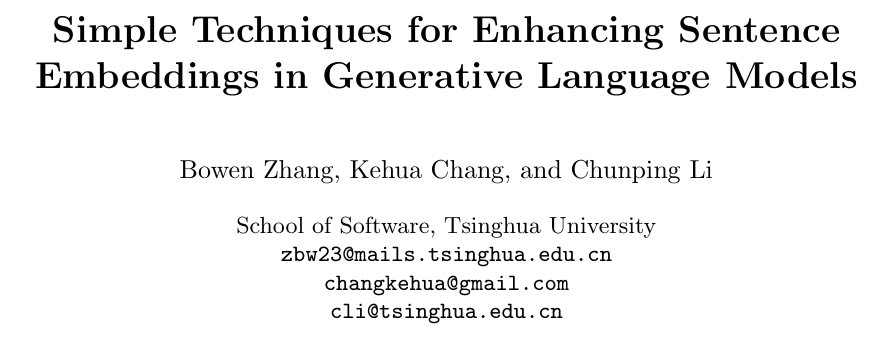 Simple Techniques for Enhancing Sentence
Embeddings in Generative Language Models
Bowen Zhang, Kehua Chang, and Chunping Li
School of Software, Tsinghua University
zbw23@mails.tsinghua.edu.cn
changkehua@gmail.com
cli@tsinghua.edu.cn